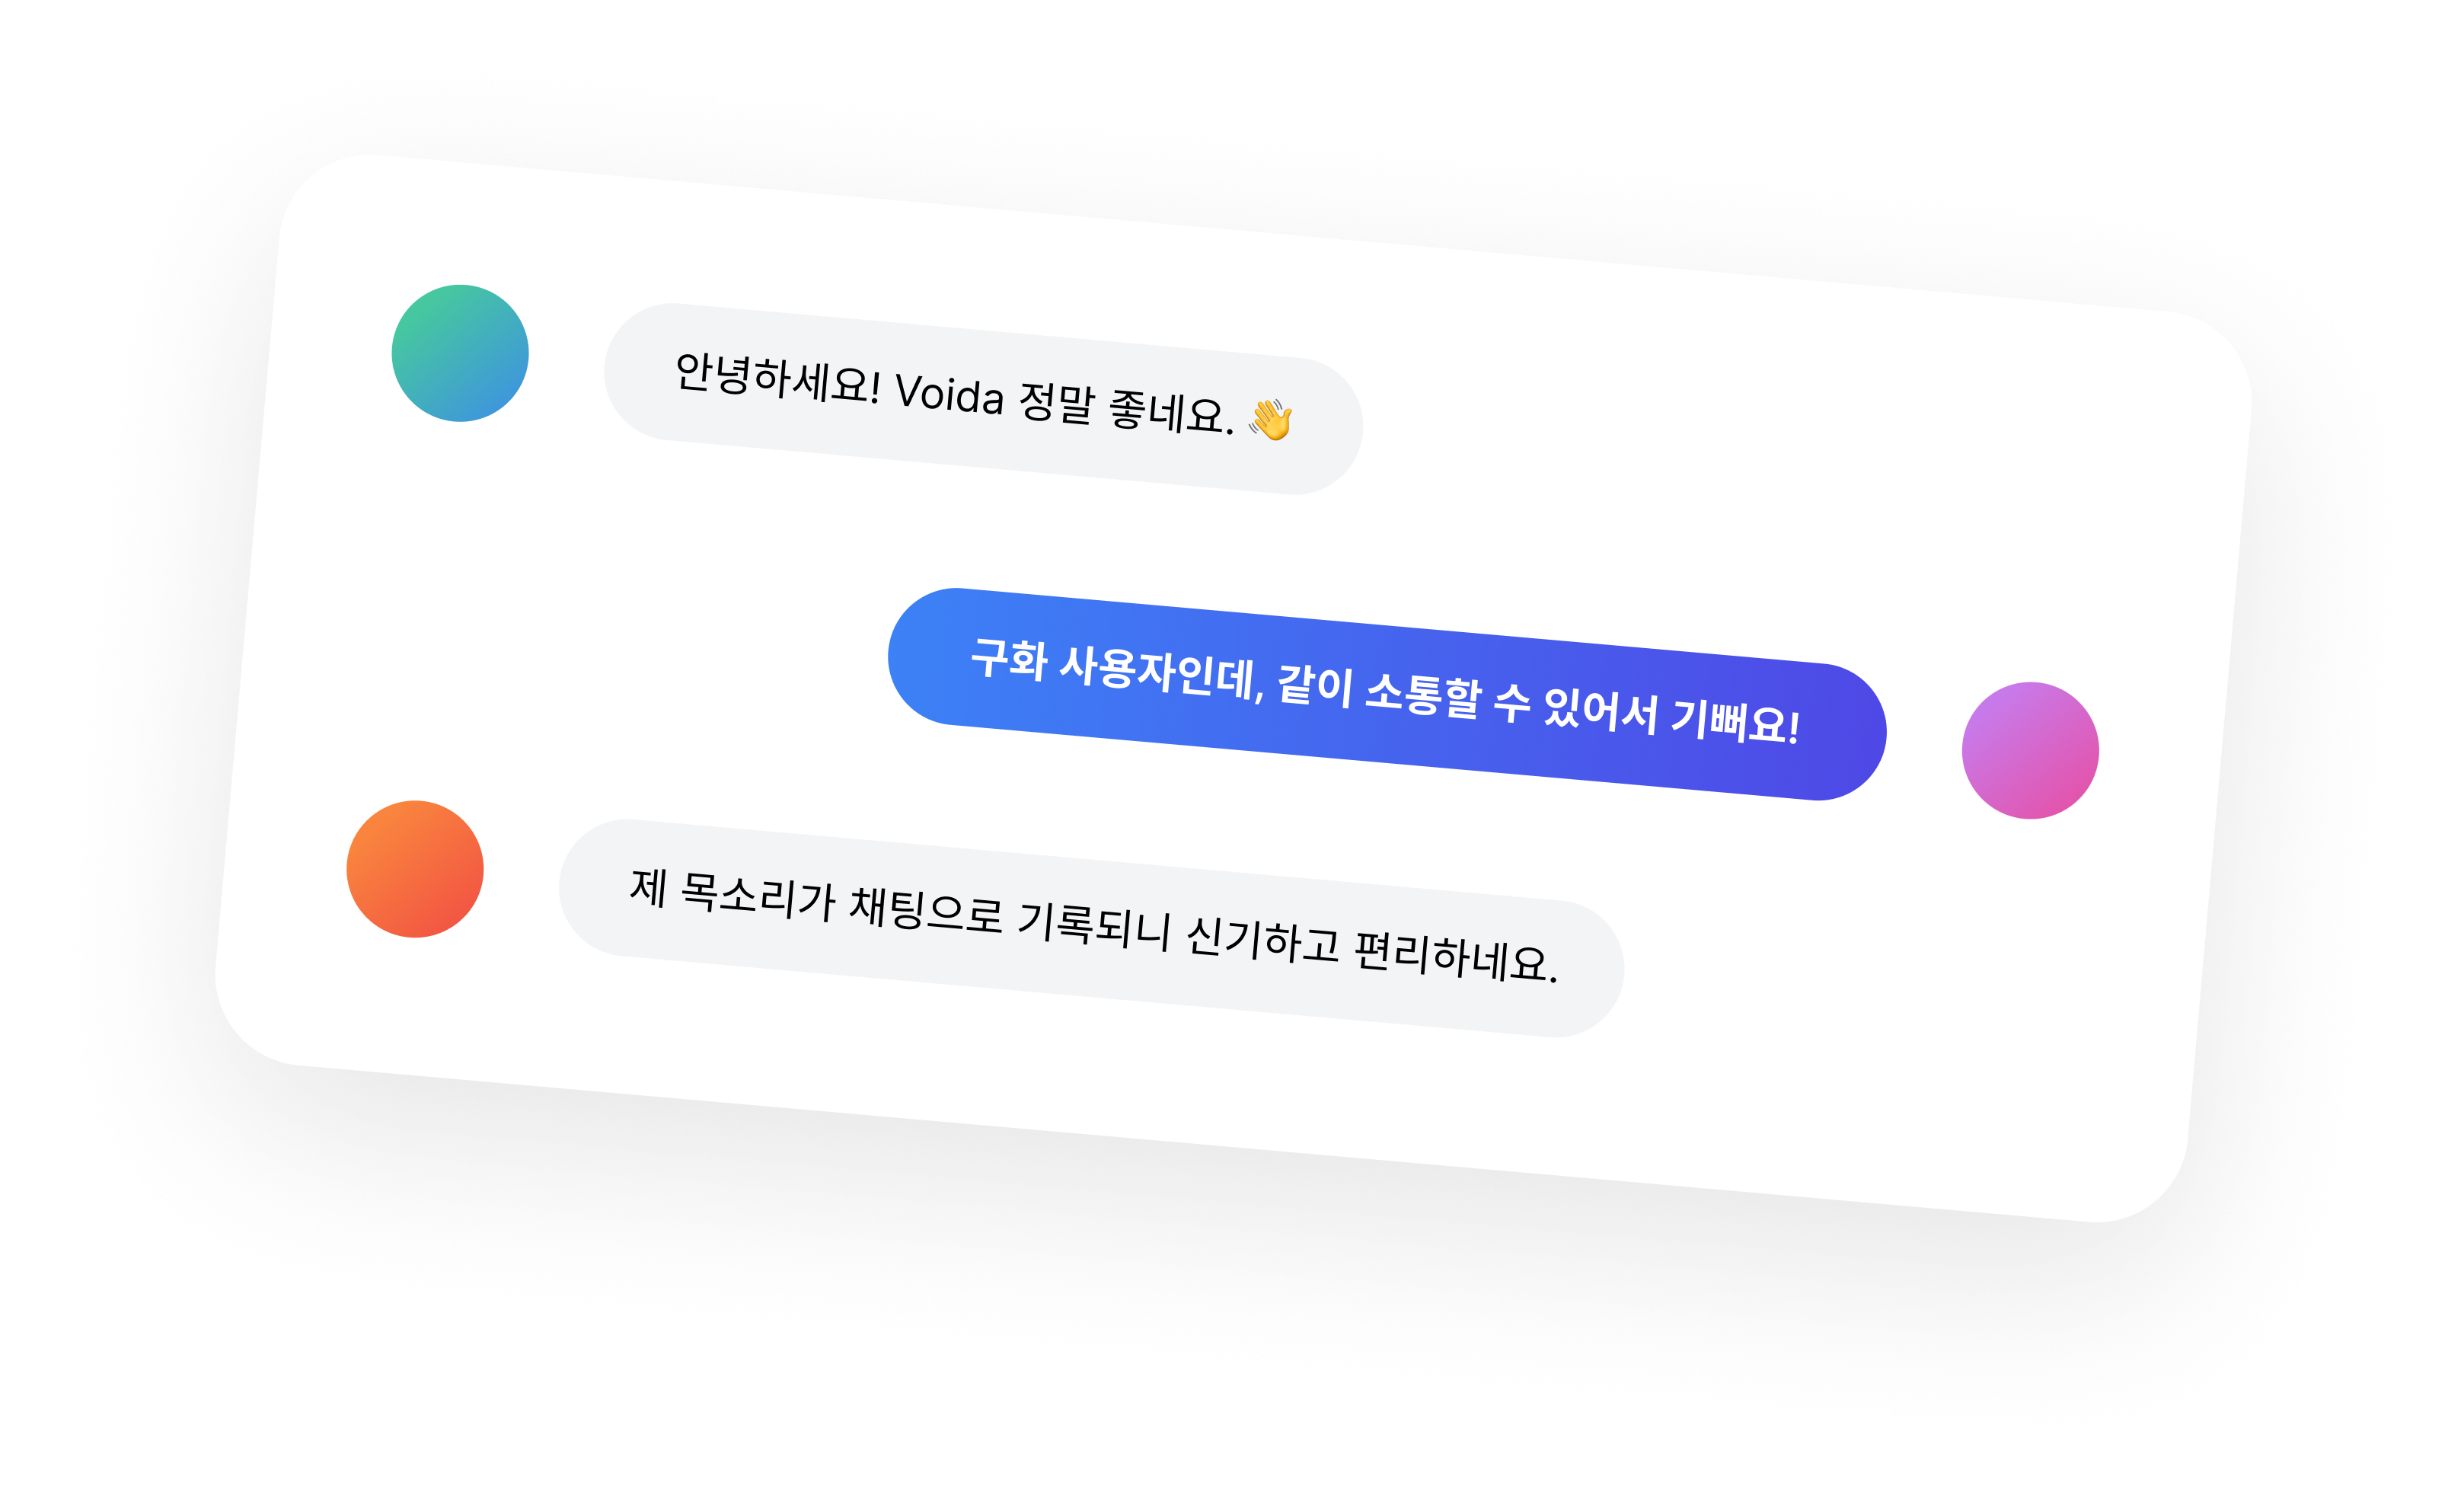 안녕하세요! Voida 정말 좋네요. 👋
구화 사용자인데, 같이 소통할 수 있어서 기뻐요!
제 목소리가 채팅으로 기록되니 신기하고 편리하네요.